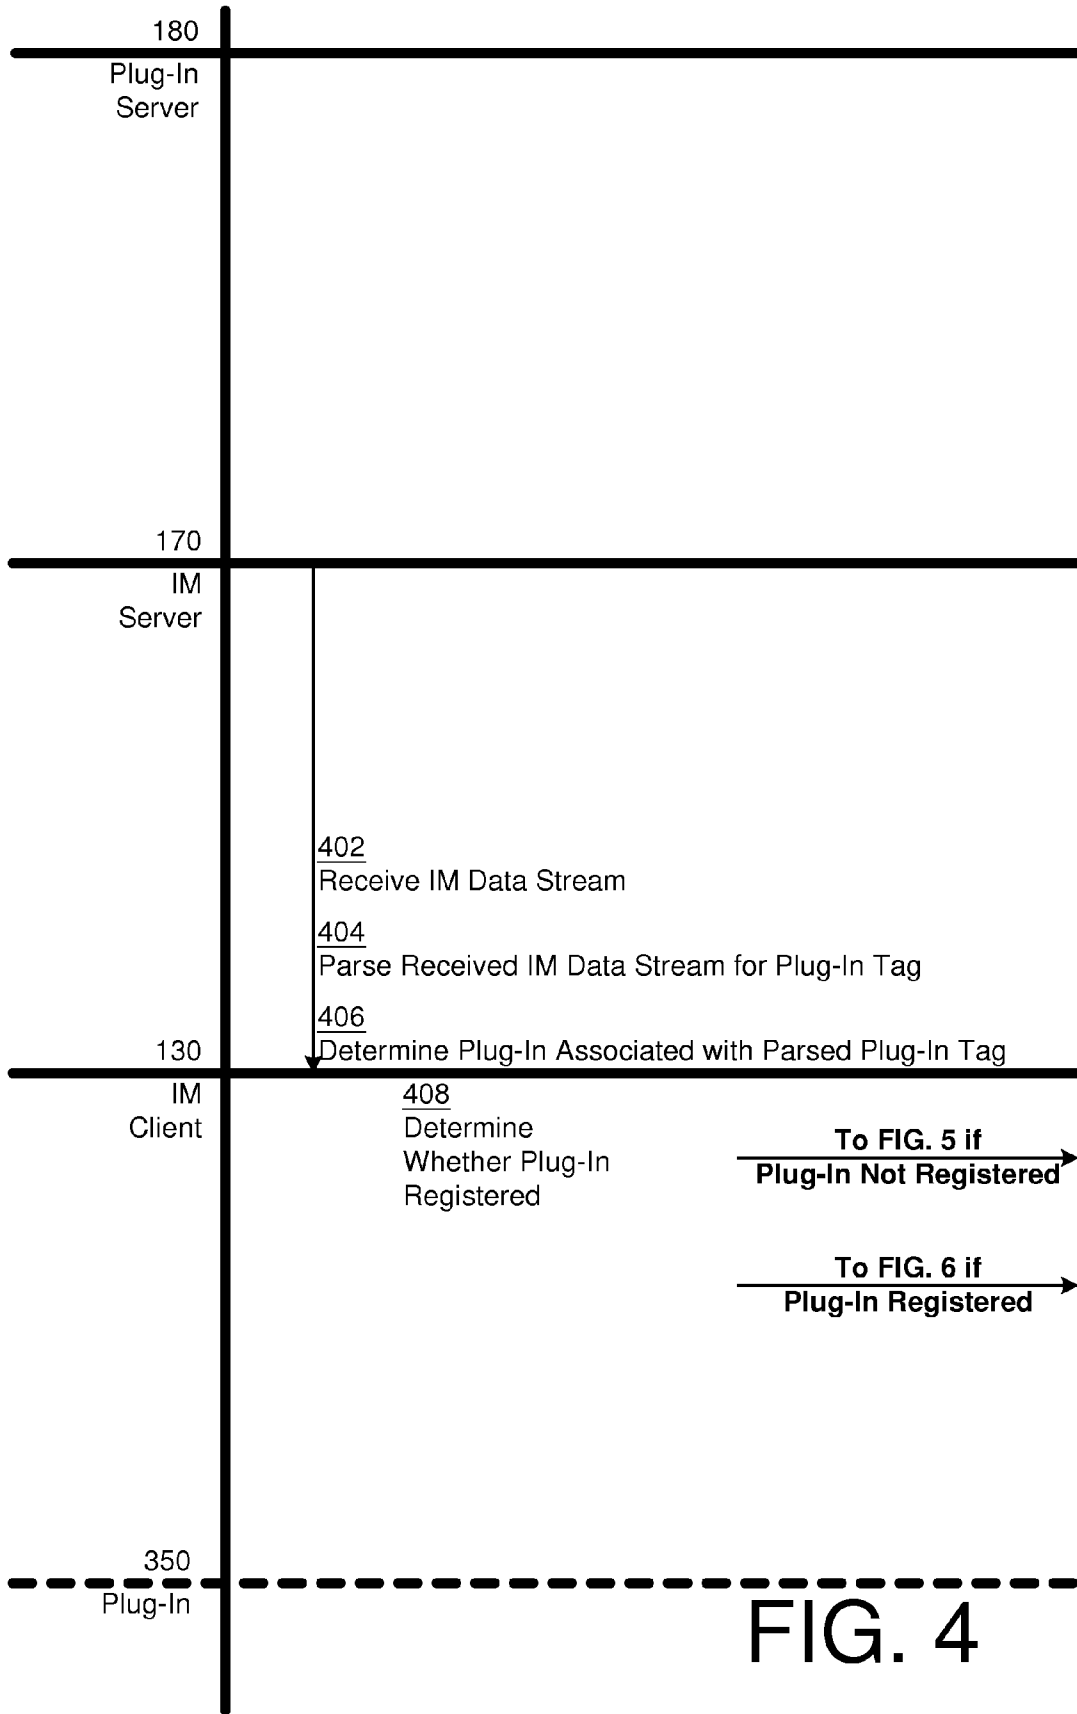 180
Plug-In
Server
170
IM
Server
402
Receive IM Data Stream
404
Parse Received IM Data Stream for Plug-In Tag
406
Determine Plug-In Associated with Parsed Plug-In Tag
130
IM
Client
408
Determine
Whether Plug-In
Registered
To FIG. 5 if
Plug-In Not Registered
To FIG. 6 if
Plug-In Registered
350
Plug-In
FIG. 4